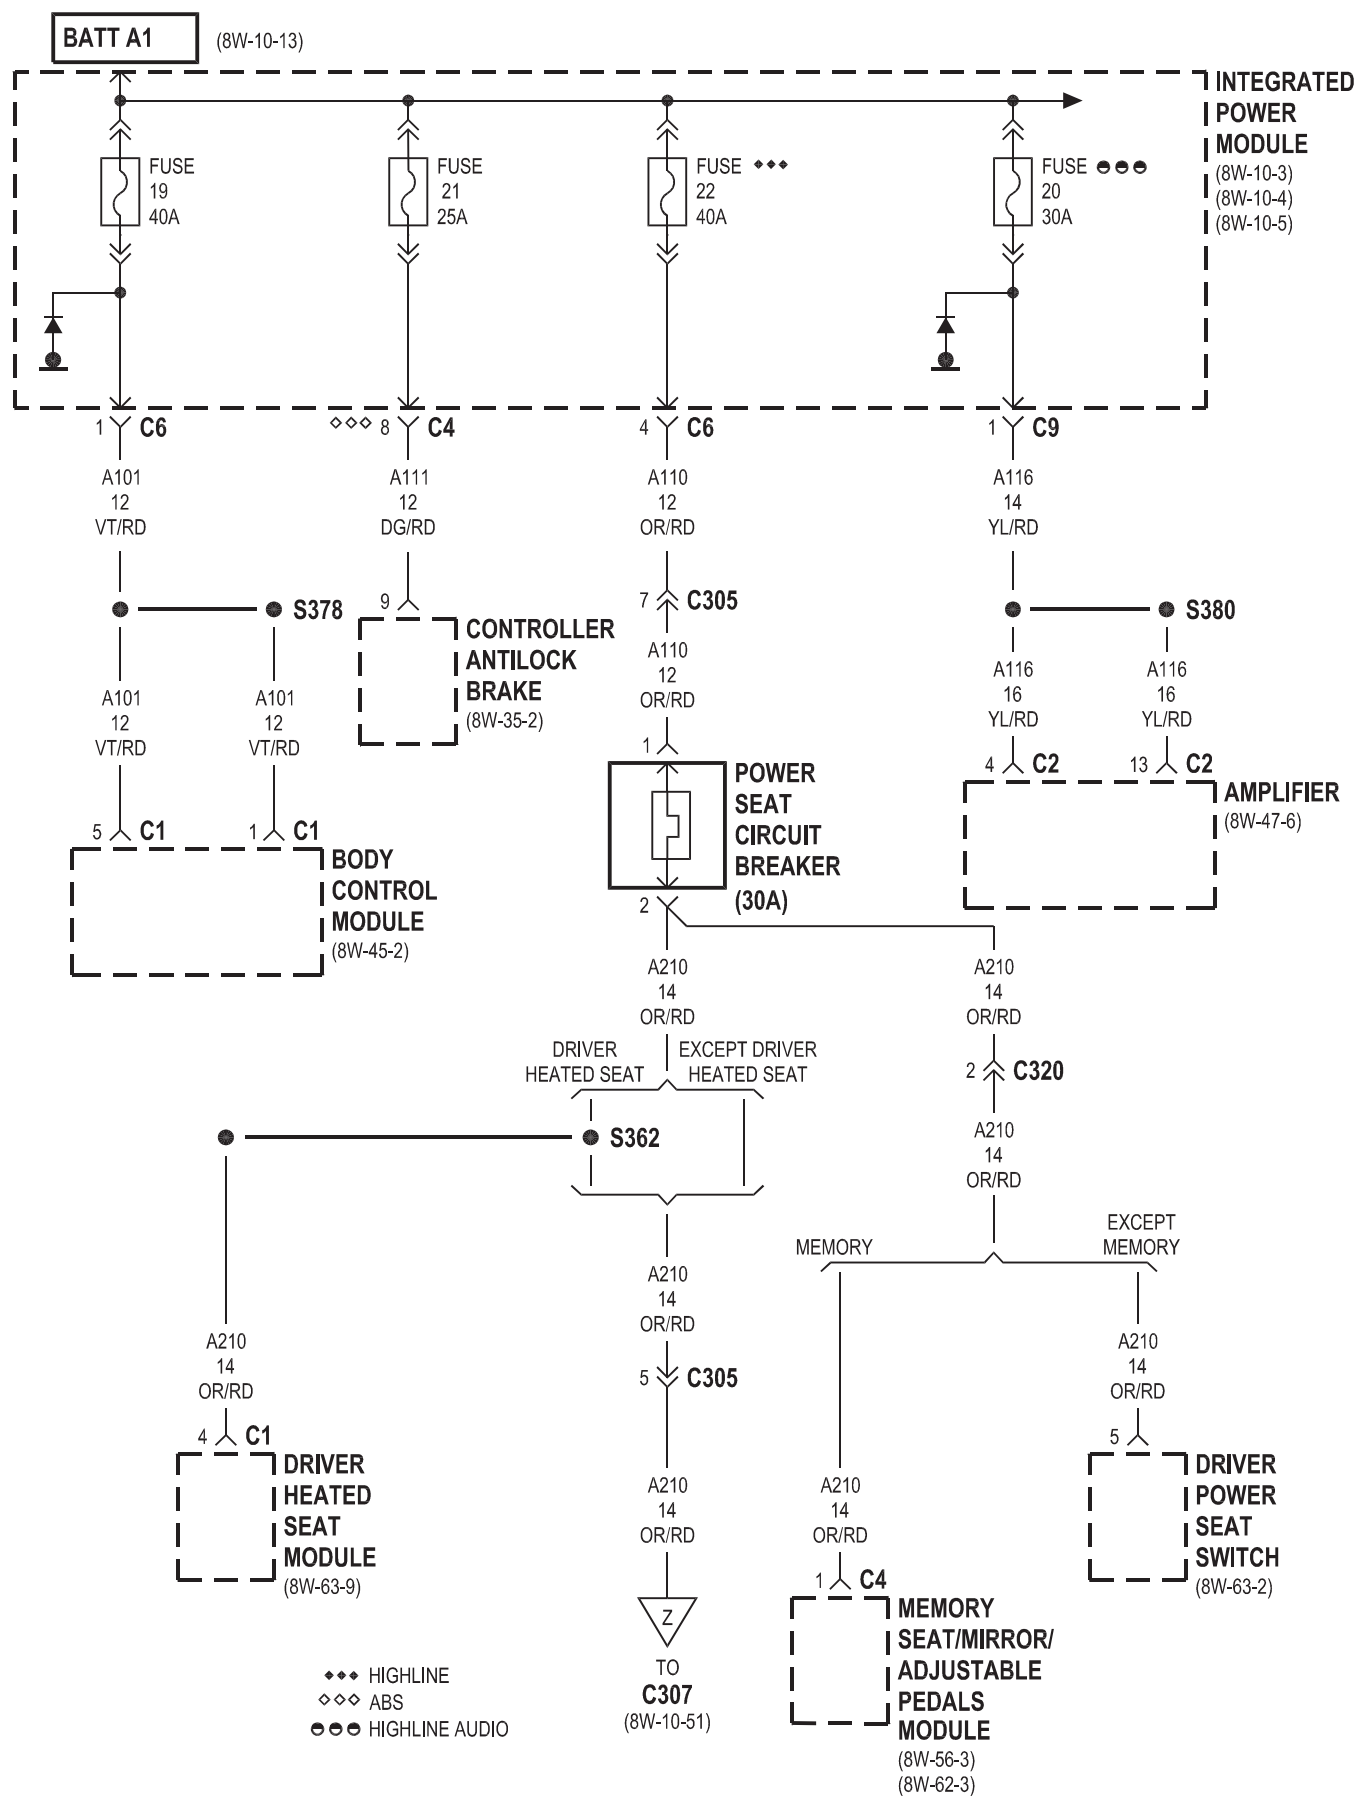 BATT A1 (8W-10-13)
INTEGRATED
POWER
MODULE
(8W-10-3)
(8W-10-4)
(8W-10-5)
FUSE
19
40A
FUSE
21
25A
FUSE
22
40A
FUSE
20
30A
1 C6
8 C4
4 C6
1 C9
A101
12
VT/RD
A111
12
DG/RD
A110
12
OR/RD
A116
14
YL/RD
S378
9
CONTROLLER
ANTILOCK
BRAKE
(8W-35-2)
7 C305
S380
A101
12
VT/RD
A101
12
VT/RD
A110
12
OR/RD
A116
16
YL/RD
A116
16
YL/RD
5 C1
1 C1
BODY
CONTROL
MODULE
(8W-45-2)
1
POWER
SEAT
CIRCUIT
BREAKER
(30A)
2
4 C2
13 C2
AMPLIFIER
(8W-47-6)
A210
14
OR/RD
A210
14
OR/RD
DRIVER
HEATED SEAT
EXCEPT DRIVER
HEATED SEAT
2 C320
S362
A210
14
OR/RD
MEMORY
EXCEPT
MEMORY
A210
14
OR/RD
A210
14
OR/RD
A210
14
OR/RD
5 C305
4 C1
DRIVER
HEATED
SEAT
MODULE
(8W-63-9)
5
DRIVER
POWER
SEAT
SWITCH
(8W-63-2)
A210
14
OR/RD
A210
14
OR/RD
Z
TO
C307
(8W-10-51)
1 C4
MEMORY
SEAT/MIRROR/
ADJUSTABLE
PEDALS
MODULE
(8W-56-3)
(8W-62-3)
HIGHLINE
ABS
HIGHLINE AUDIO